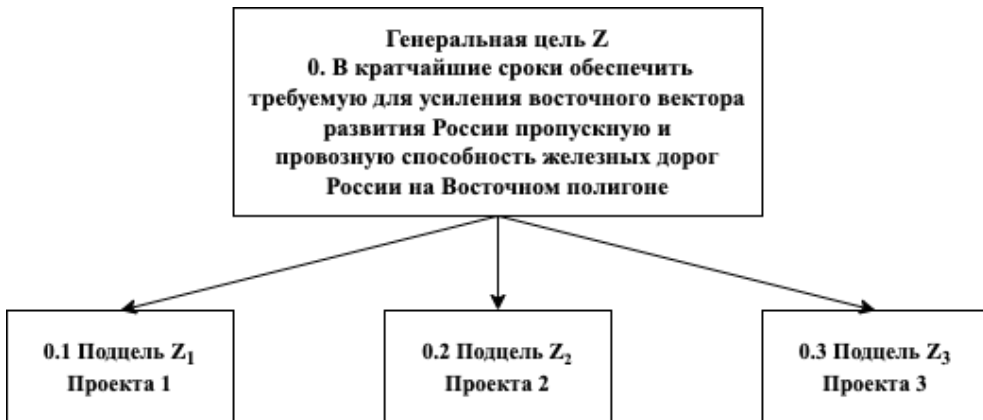 Генеральная цель Z
0. В кратчайшие сроки обеспечить
требуемую для усиления восточного вектора
развития России пропускную и
провозную способность железных дорог
России на Восточном полигоне
0.1 Подцель Z₁
Проекта 1
0.2 Подцель Z₂
Проекта 2
0.3 Подцель Z₃
Проекта 3